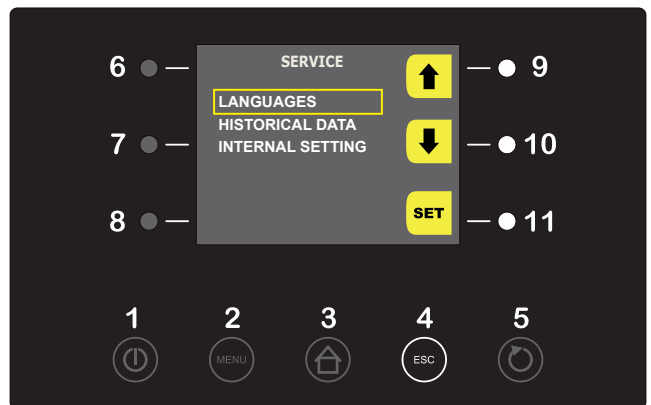 SERVICE
6
9
LANGUAGES
HISTORICAL DATA
7
10
INTERNAL SETTING
8
SET
11
1 2 3 4 5
MENU
ESC